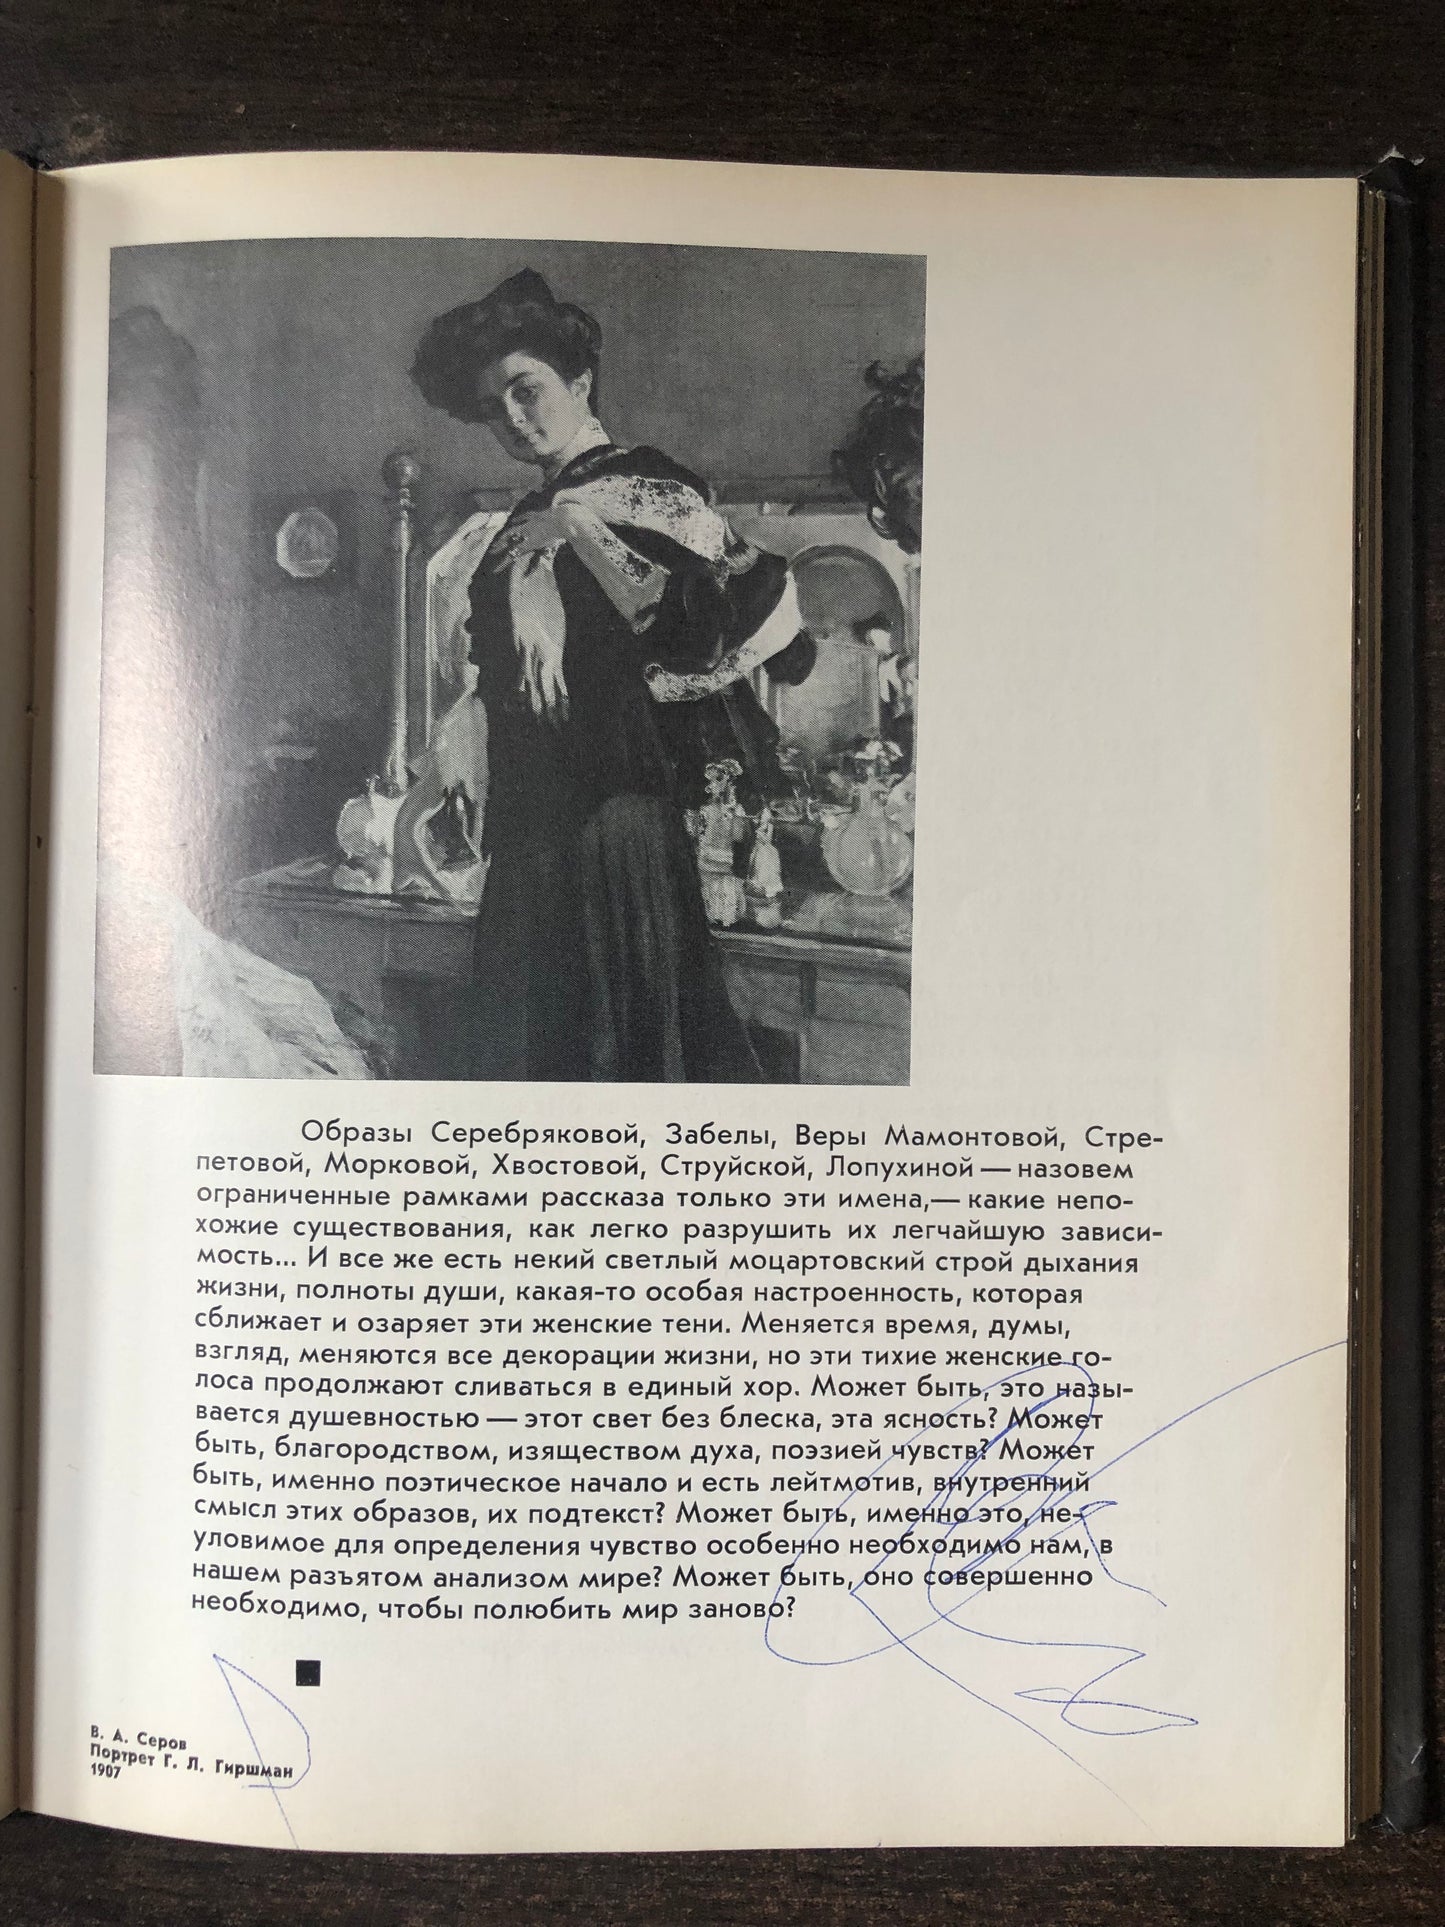 Образы Серебряковой, Забелы, Веры Мамонтовой, Стре-
петовой, Морковой, Хвостовой, Струйской, Лопухиной — назовем
ограниченные рамками рассказа только эти имена,— какие непо-
хожие существования, как легко разрушить их легчайшую зависи-
мость... И все же есть некий светлый моцартовский строй дыхания
жизни, полноты души, какая-то особая настроенность, которая
сближает и озаряет эти женские тени. Меняется время, думы,
взгляд, меняются все декорации жизни, но эти тихие женские го-
лоса продолжают сливаться в единый хор. Может быть, это назы-
вается душевностью — этот свет без блеска, эта ясность? Может
быть, благородством, изяществом духа, поэзией чувств? Может
быть, именно поэтическое начало и есть лейтмотив, внутренний
смысл этих образов, их подтекст? Может быть, именно это, не-
уловимое для определения чувство особенно необходимо нам, в
нашем разъятом анализом мире? Может быть, оно совершенно
необходимо, чтобы полюбить мир заново?
В. А. Серов
Портрет Г. Л. Гиршман
1907